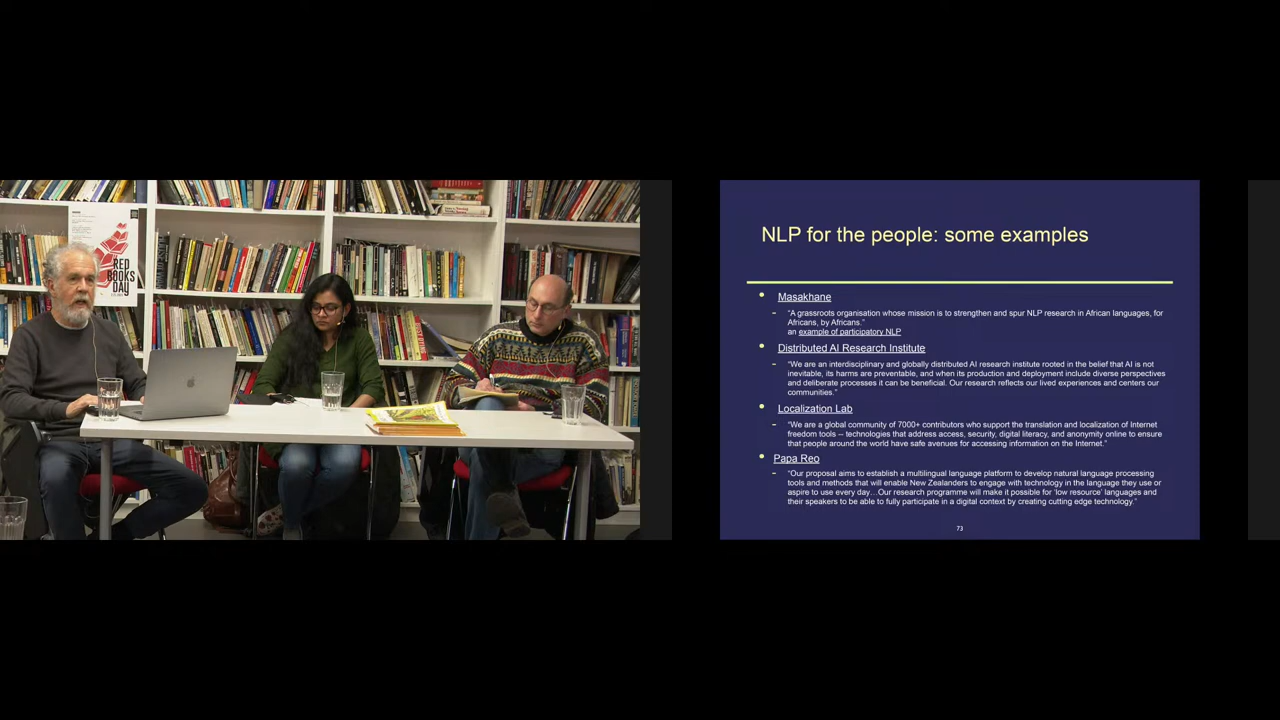 RED
BOOKS
DAY
NLP for the people: some examples
• Masakhane
- “A grassroots organisation whose mission is to strengthen and spur NLP research in African languages, for
Africans, by Africans.”
an example of participatory NLP
• Distributed AI Research Institute
- “We are an interdisciplinary and globally distributed AI research institute rooted in the belief that AI is not
inevitable, its harms are preventable, and when its production and deployment include diverse perspectives
and deliberate processes it can be beneficial. Our research reflects our lived experiences and centers our
communities.”
• Localization Lab
- “We are a global community of 7000+ contributors who support the translation and localization of Internet
freedom tools -- technologies that address access, security, digital literacy, and anonymity online to ensure
that people around the world have safe avenues for accessing information on the Internet.”
• Papa Reo
- “Our proposal aims to establish a multilingual language platform to develop natural language processing
tools and methods that will enable New Zealanders to engage with technology in the language they use or
aspire to use every day…Our research programme will make it possible for ‘low resource’ languages and
their speakers to be able to fully participate in a digital context by creating cutting edge technology.”
73